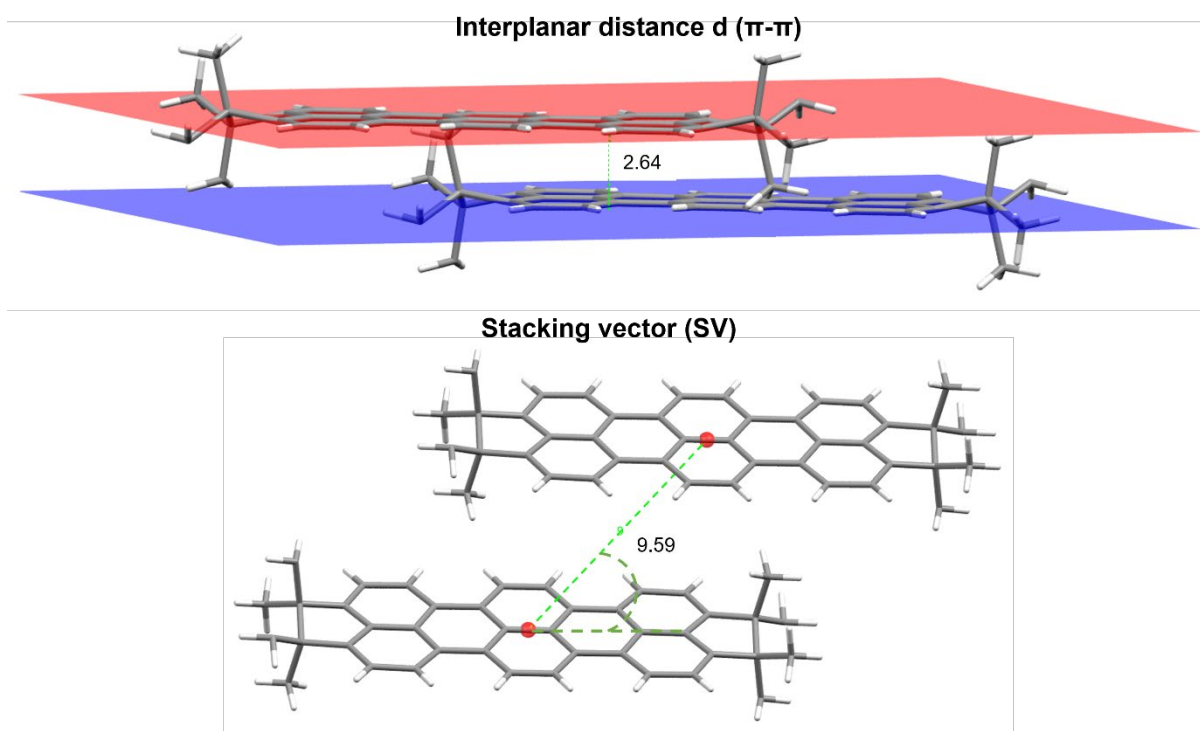 Interplanar distance d (π-π)
2.64
Stacking vector (SV)
9.59